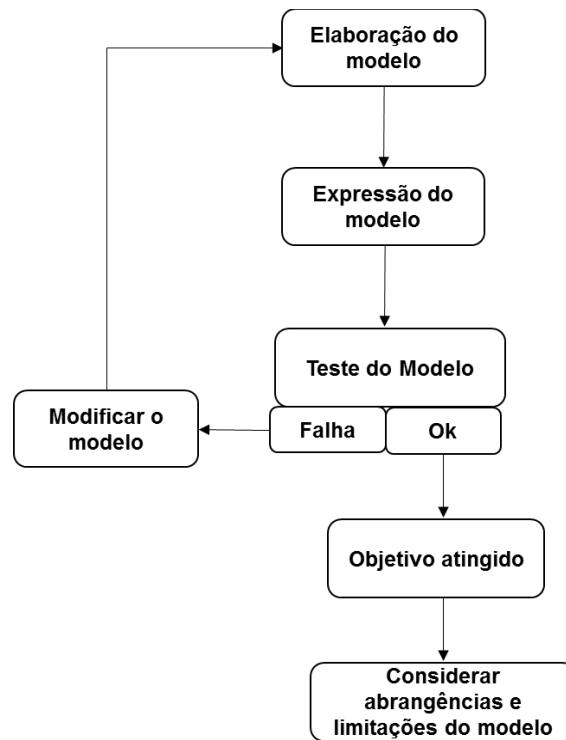 Elaboração do
modelo
Expressão do
modelo
Teste do Modelo
Falha
Ok
Modificar o
modelo
Objetivo atingido
Considerar
abrangências e
limitações do modelo